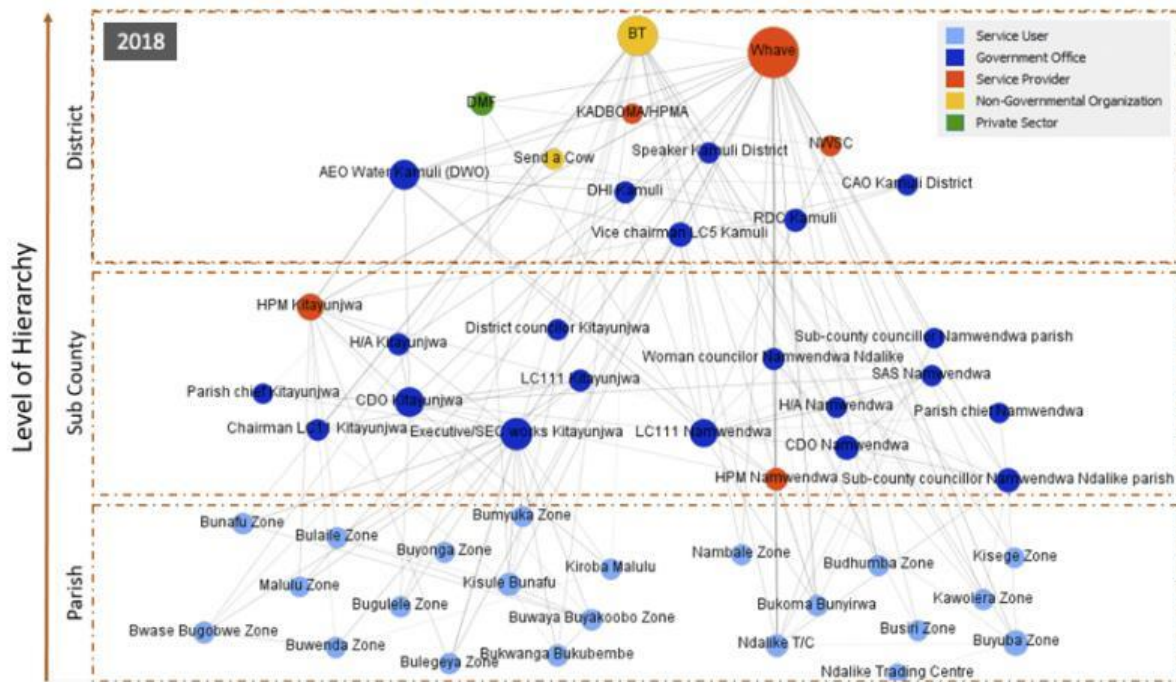 2018
BT
Whave
Service User
Government Office
Service Provider
Non-Governmental Organization
Private Sector
Level of Hierarchy
District
DMF
KADBOMA/HPMA
NWSC
Send a Cow
Speaker Kamuli District
AEO Water Kamuli (DWO)
DHI Kamuli
CAO Kamuli District
RDC Kamuli
Vice chairman LC5 Kamuli
Sub County
HPM Kitayunjwa
District councilor Kitayunjwa
H/A Kitayunjwa
Sub-county councillor Namwendwa parish
Woman councilor Namwendwa Ndalike
LC111 Kitayunjwa
SAS Namwendwa
Parish chief Kitayunjwa
CDO Kitayunjwa
H/A Namwendwa
Parish chief Namwendwa
Chairman LC11 Kitayunjwa
Executive/SEC works Kitayunjwa
LC111 Namwendwa
CDO Namwendwa
HPM Namwendwa
Sub-county councillor Namwendwa Ndalike parish
Parish
Bunafu Zone
Bumyuka Zone
Bulaile Zone
Buyonga Zone
Nambale Zone
Kisege Zone
Kiroba Malulu
Budhumba Zone
Malulu Zone
Kisule Bunafu
Bugulele Zone
Bukoma Bunyirwa
Kawolera Zone
Buwaya Buyakoobo Zone
Bwase Bugobwe Zone
Busiri Zone
Buwenda Zone
Ndalike T/C
Buyuba Zone
Bulegeya Zone
Bukwanga Bukubembe
Ndalike Trading Centre